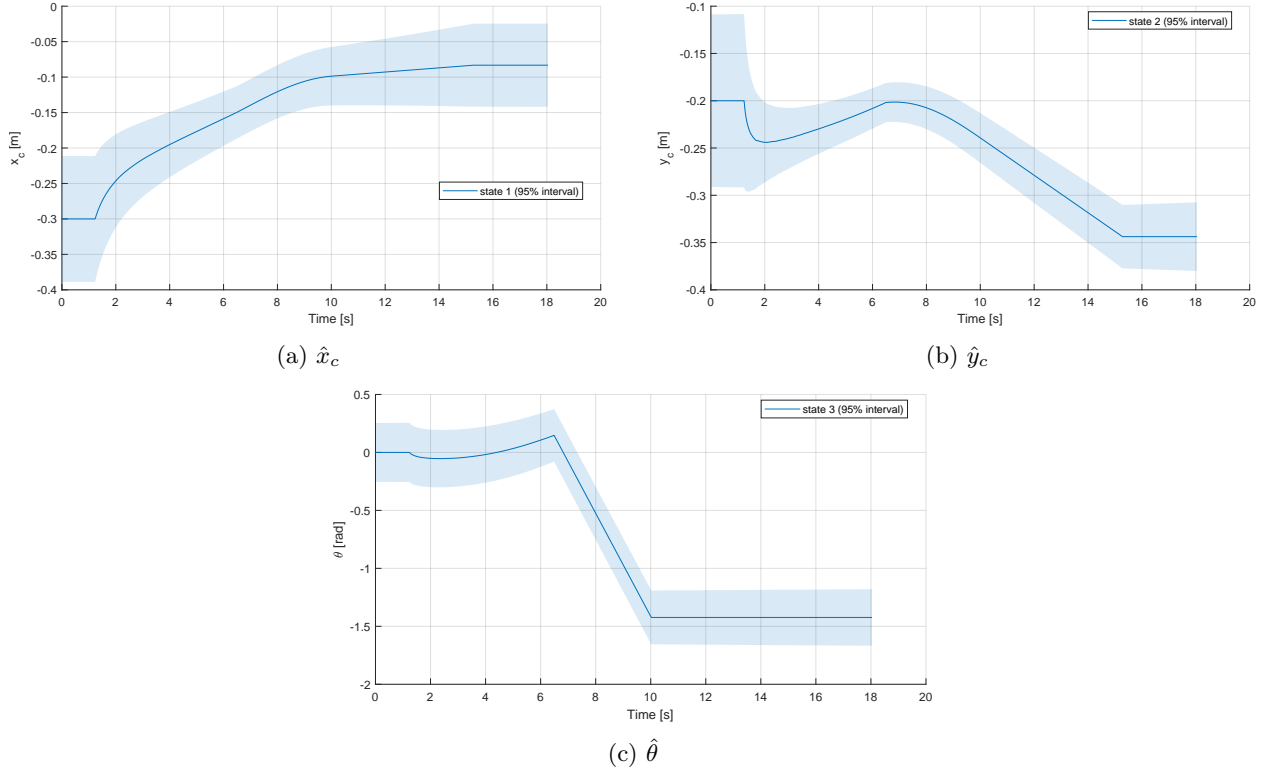 0
-0.05
-0.1
-0.15
-0.2
-0.25
-0.3
-0.35
-0.4
x_c [m]
state 1 (95% interval)
0 2 4 6 8 10 12 14 16 18 20
Time [s]
(a) x̂_c
-0.1
-0.15
-0.2
-0.25
-0.3
-0.35
-0.4
y_c [m]
state 2 (95% interval)
0 2 4 6 8 10 12 14 16 18 20
Time [s]
(b) ŷ_c
0.5
0
-0.5
-1
-1.5
-2
θ [rad]
state 3 (95% interval)
0 2 4 6 8 10 12 14 16 18 20
Time [s]
(c) θ̂